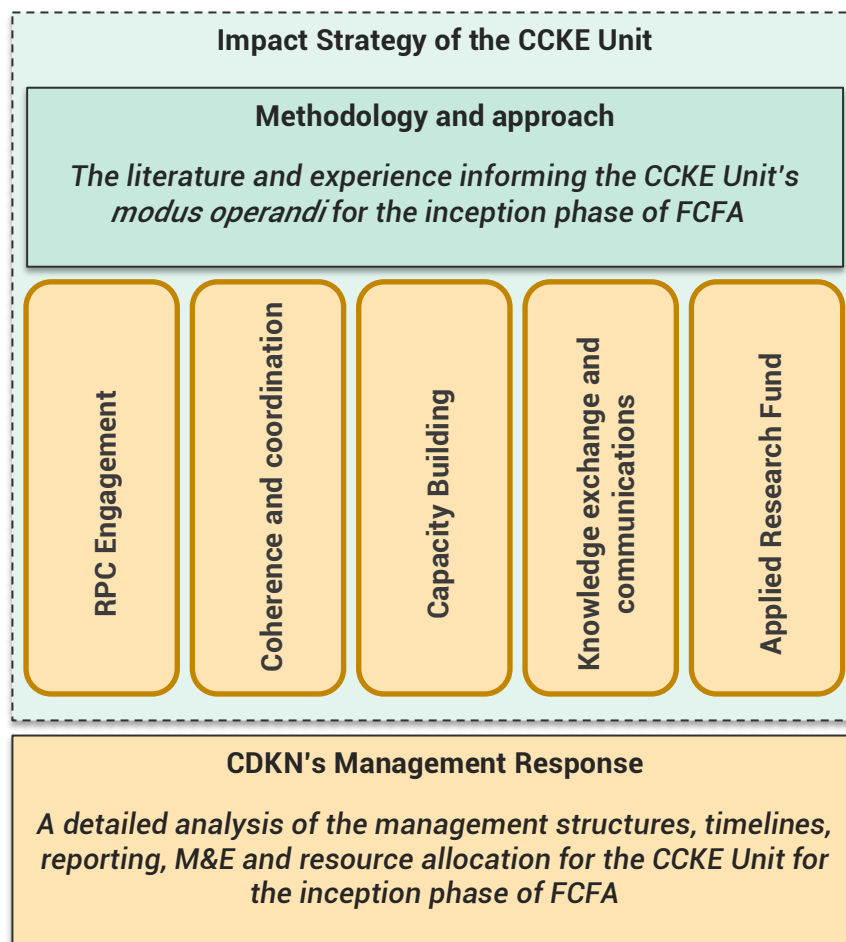 Impact Strategy of the CCKE Unit
Methodology and approach
The literature and experience informing the CCKE Unit's
modus operandi for the inception phase of FCFA
RPC Engagement
Coherence and coordination
Capacity Building
Knowledge exchange and
communications
Applied Research Fund
CDKN's Management Response
A detailed analysis of the management structures, timelines,
reporting, M&E and resource allocation for the CCKE Unit for
the inception phase of FCFA